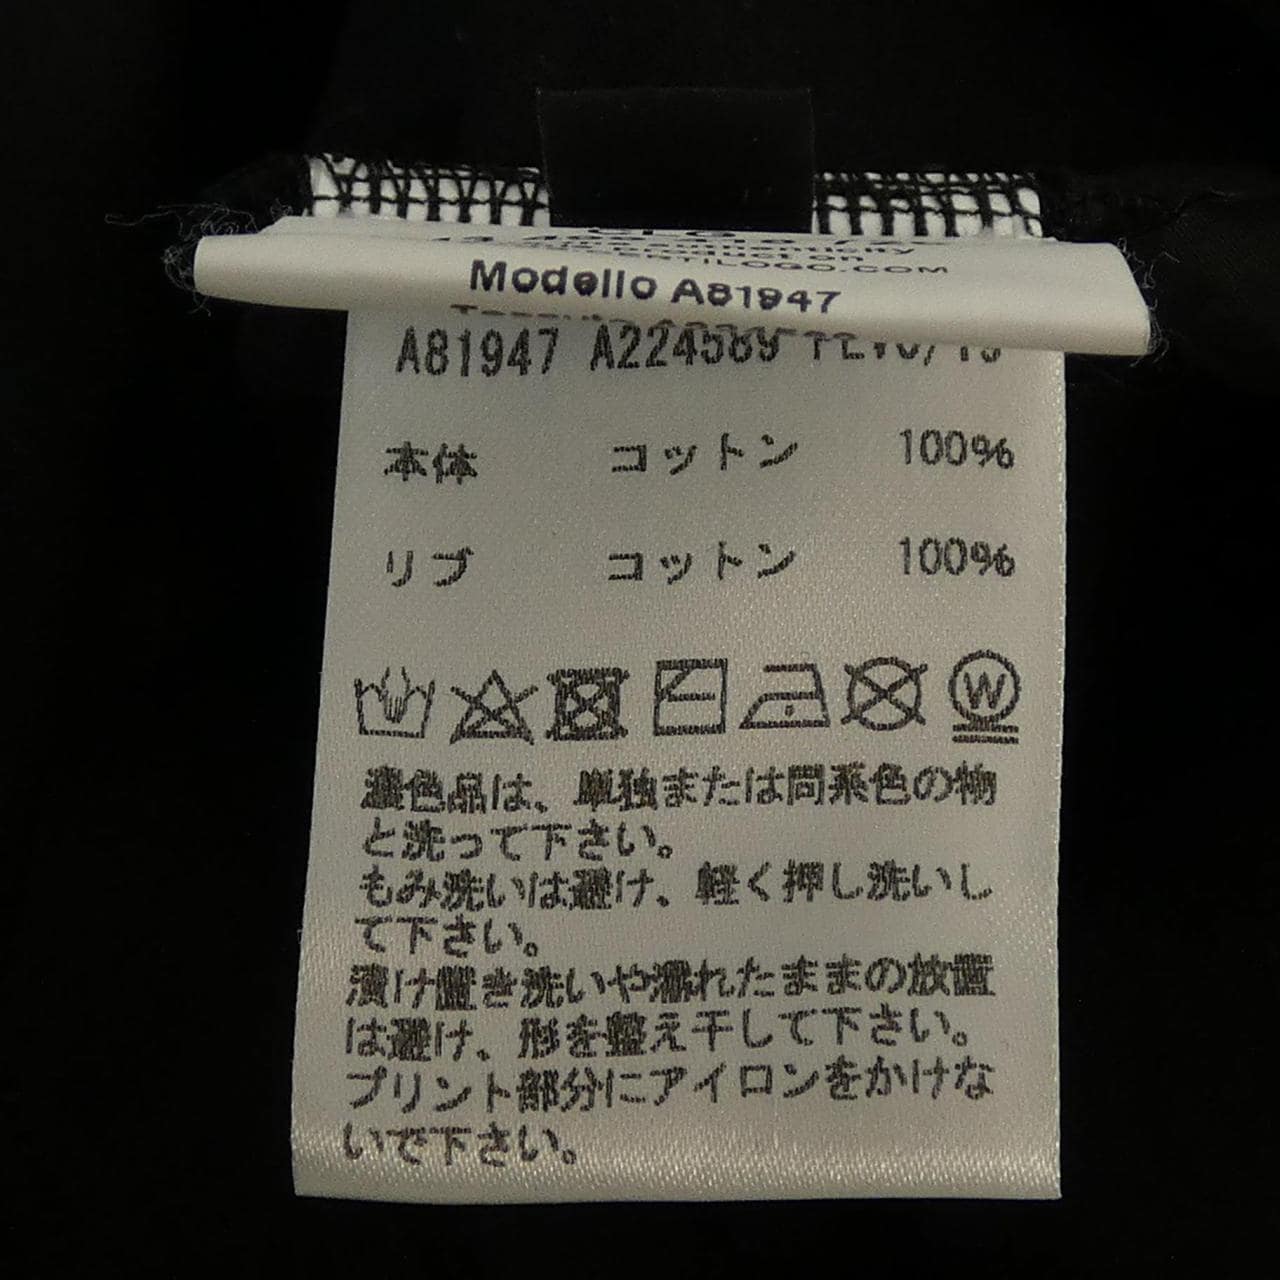 Modello A81947
A81947 A224589
本体 コットン 100%
リブ コットン 100%
W
濃色品は、単独または同系色の物
と洗って下さい。
もみ洗いは避け、軽く押し洗いし
て下さい。
漬け置き洗いや濡れたままの放置
は避け、形を整え干して下さい。
プリント部分にアイロンをかけな
いで下さい。